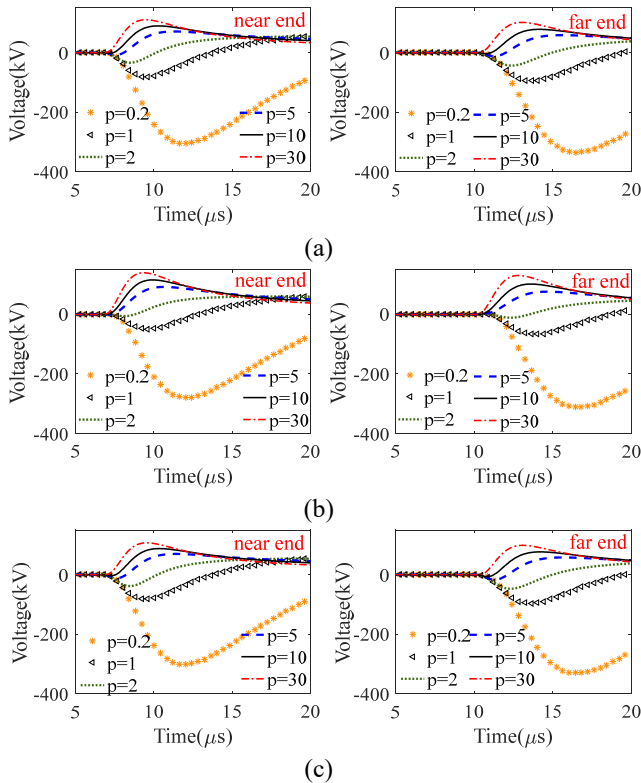 near end
far end
Voltage(kV)
0
-200
-400
p=0.2
p=5
p=1
p=10
p=2
p=30
5
10
15
20
Time(μs)
Voltage(kV)
0
-200
-400
p=0.2
p=5
p=1
p=10
p=2
p=30
5
10
15
20
Time(μs)
(a)
near end
far end
Voltage(kV)
0
-200
-400
p=0.2
p=5
p=1
p=10
p=2
p=30
5
10
15
20
Time(μs)
Voltage(kV)
0
-200
-400
p=0.2
p=5
p=1
p=10
p=2
p=30
5
10
15
20
Time(μs)
(b)
near end
far end
Voltage(kV)
0
-200
-400
p=0.2
p=5
p=1
p=10
p=2
p=30
5
10
15
20
Time(μs)
Voltage(kV)
0
-200
-400
p=0.2
p=5
p=1
p=10
p=2
p=30
5
10
15
20
Time(μs)
(c)